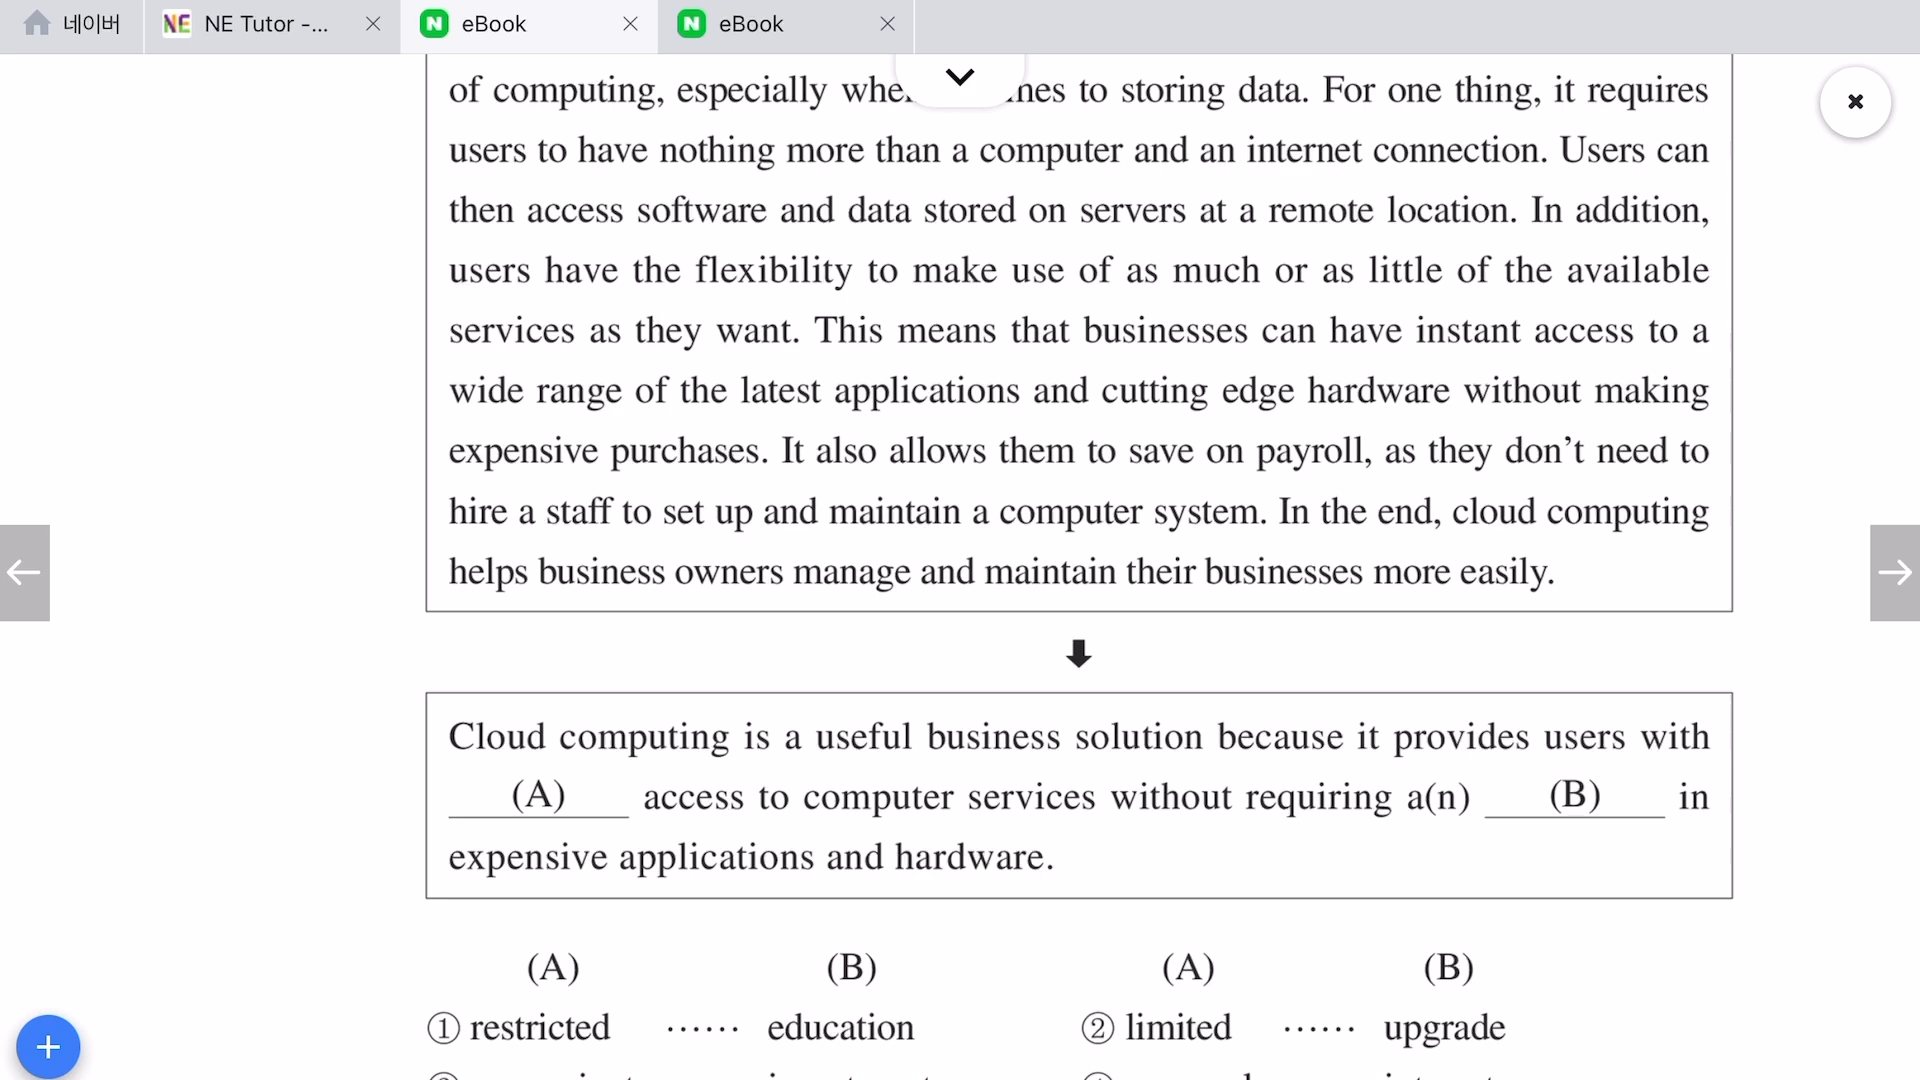 네이버
NE Tutor -...
eBook
eBook
of computing, especially when to storing data. For one thing, it requires
users to have nothing more than a computer and an internet connection. Users can
then access software and data stored on servers at a remote location. In addition,
users have the flexibility to make use of as much or as little of the available
services as they want. This means that businesses can have instant access to a
wide range of the latest applications and cutting edge hardware without making
expensive purchases. It also allows them to save on payroll, as they don’t need to
hire a staff to set up and maintain a computer system. In the end, cloud computing
helps business owners manage and maintain their businesses more easily.
Cloud computing is a useful business solution because it provides users with
(A) access to computer services without requiring a(n) (B) in
expensive applications and hardware.
(A) (B) (A) (B)
① restricted …… education ② limited …… upgrade